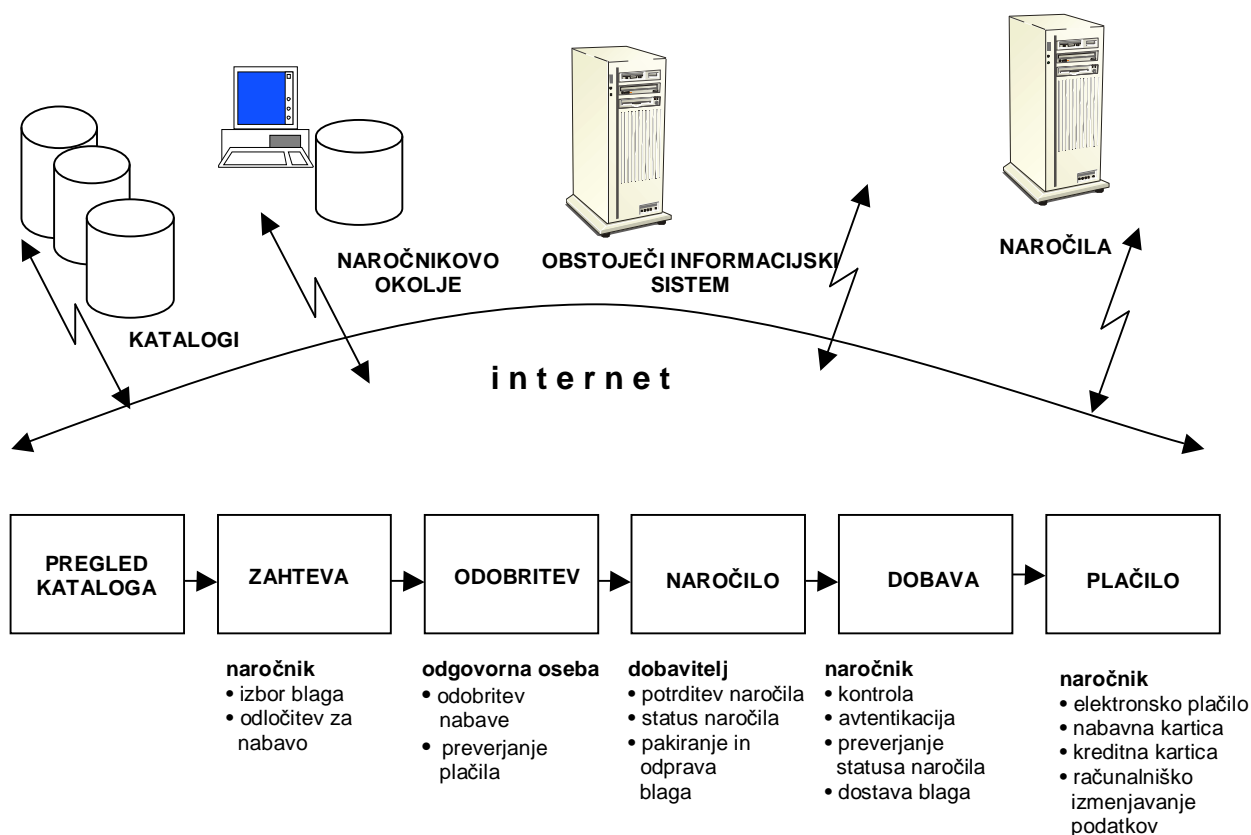 NAROČNIKOVO
OKOLJE
OBSTOJEČI INFORMACIJSKI
SISTEM
NAROČILA
KATALOGI
internet
PREGLED
KATALOGA
ZAHTEVA
ODOBRITEV
NAROČILO
DOBAVA
PLAČILO
naročnik
• izbor blaga
• odločitev za
nabavo
odgovorna oseba
• odobritev
nabave
• preverjanje
plačila
dobavitelj
• potrditev naročila
• status naročila
• pakiranje in
odprava
blaga
naročnik
• kontrola
• avtentikacija
• preverjanje
statusa naročila
• dostava blaga
naročnik
• elektronsko plačilo
• nabavna kartica
• kreditna kartica
• računalniško
izmenjavanje
podatkov